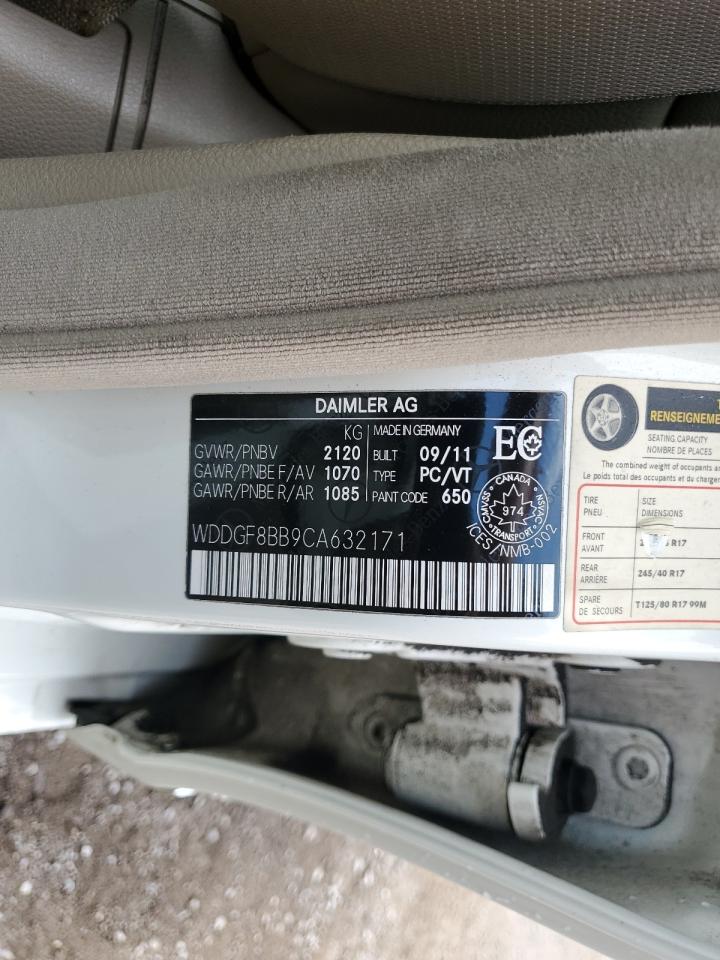 DAIMLER AG
KG MADE IN GERMANY
GVWR/PNBV 2120 BUILT 09/11
GAWR/PNBE F/AV 1070 TYPE PC/VT
GAWR/PNBE R/AR 1085 PAINT CODE 650
EC
CANADA
974
TRANSPORT
CMVSS
NSVAC
ICES/NMB-002
WDDGF8BB9CA632171
RENSEIGNEME
SEATING CAPACITY
NOMBRE DE PLACES
The combined weight of occupants a
Le poids total des occupants et du charge
TIRE SIZE
PNEU DIMENSIONS
FRONT
AVANT R17
REAR
ARRIÈRE 245/40 R17
SPARE
DE SECOURS T125/80 R17 99M